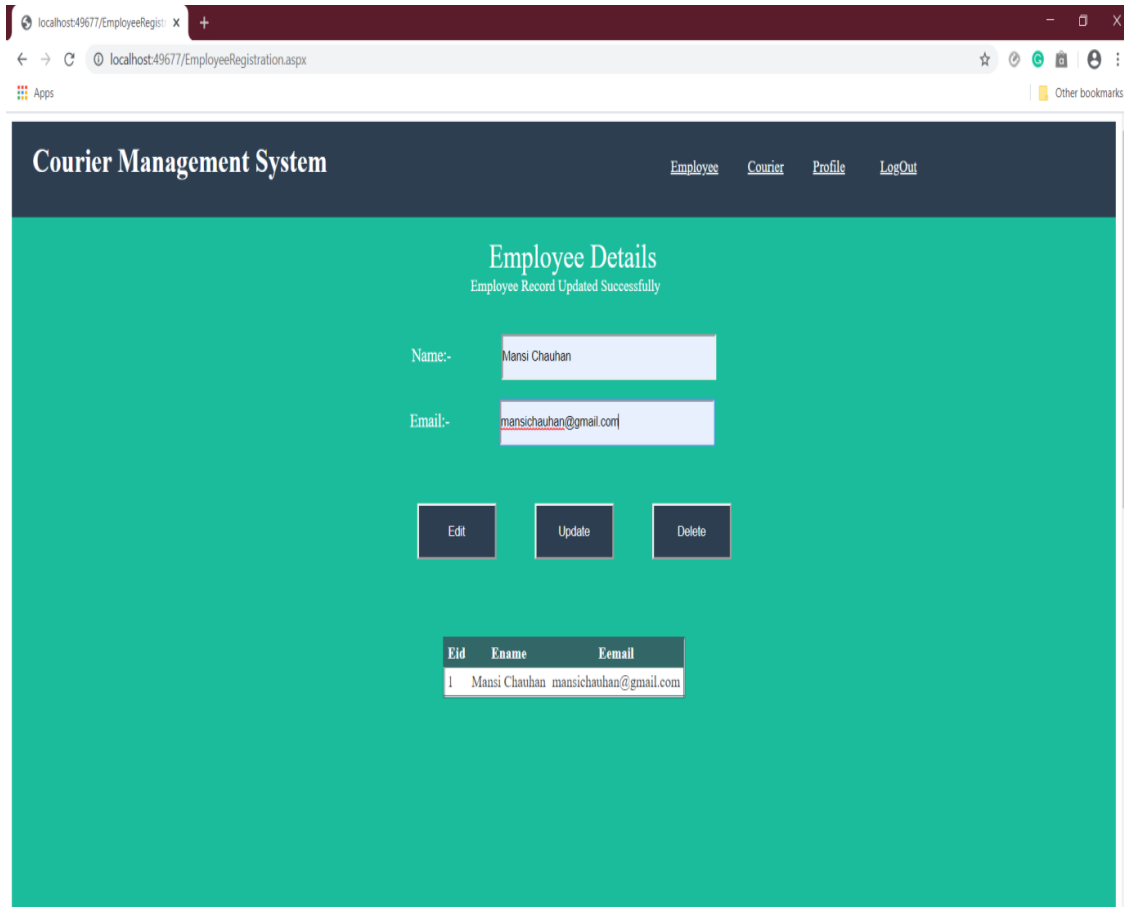 localhost:49677/EmployeeRegistr
localhost:49677/EmployeeRegistration.aspx
Apps
Other bookmarks
Courier Management System
Employee Courier Profile LogOut
Employee Details
Employee Record Updated Successfully
Name:- Mansi Chauhan
Email:- mansichauhan@gmail.com
Edit Update Delete
Eid Ename Eemail
1 Mansi Chauhan mansichauhan@gmail.com